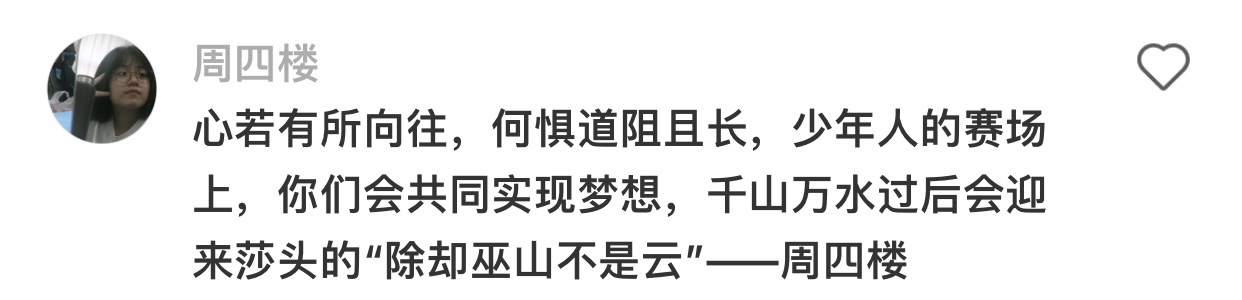 周四楼
心若有所向往，何惧道阻且长，少年人的赛场
上，你们会共同实现梦想，千山万水过后会迎
来莎头的“除却巫山不是云”——周四楼